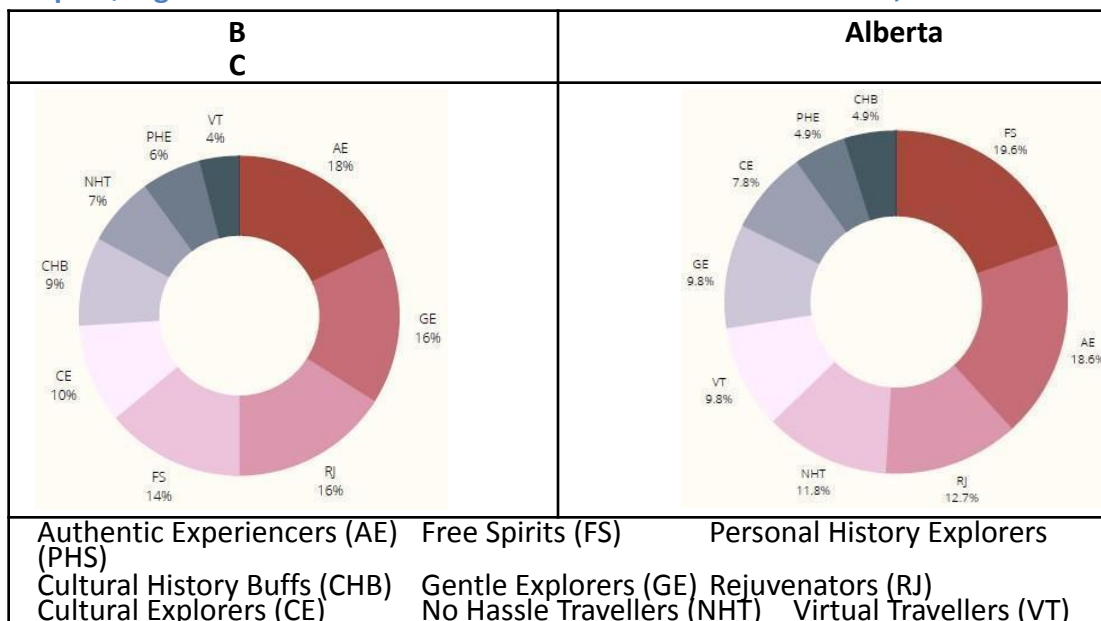 B
C
Alberta
VT
4%
PHE
6%
AE
18%
NHT
7%
CHB
9%
GE
16%
CE
10%
FS
14%
RJ
16%
CHB
4.9%
PHE
4.9%
FS
19.6%
CE
7.8%
GE
9.8%
AE
18.6%
VT
9.8%
NHT
11.8%
RJ
12.7%
Authentic Experiencers (AE) Free Spirits (FS) Personal History Explorers
(PHS)
Cultural History Buffs (CHB) Gentle Explorers (GE) Rejuvenators (RJ)
Cultural Explorers (CE) No Hassle Travellers (NHT) Virtual Travellers (VT)